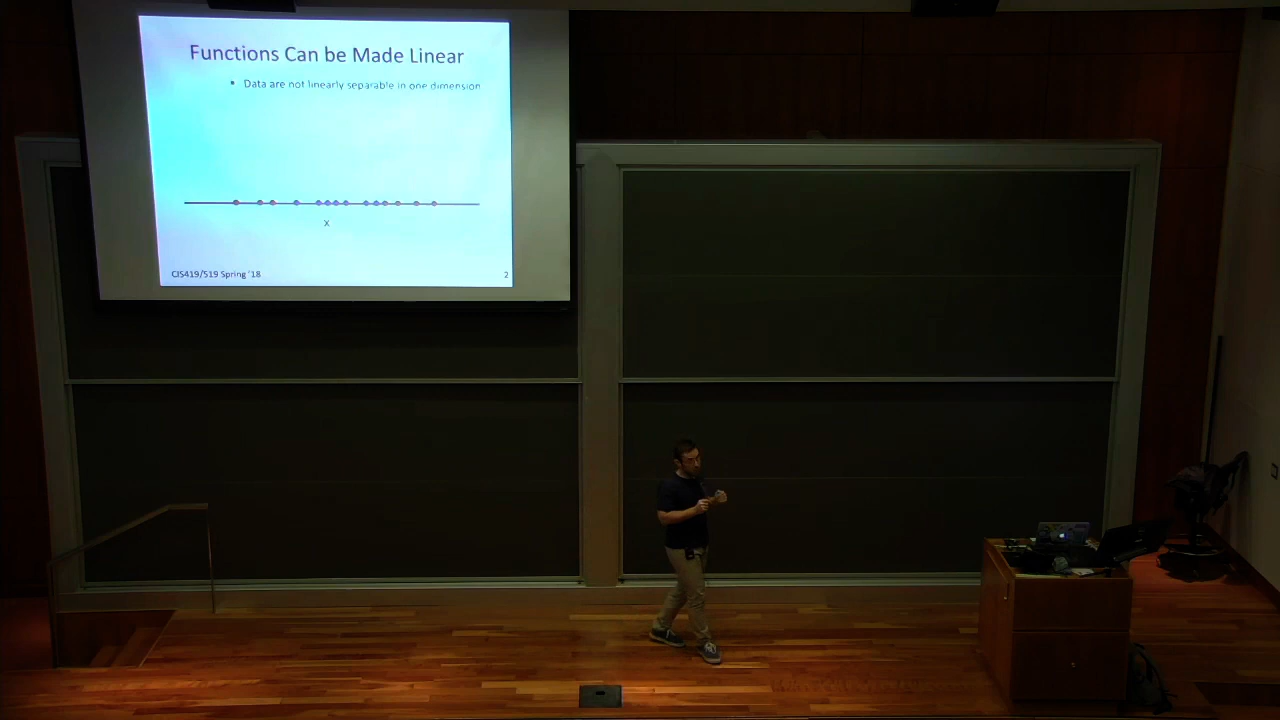 Functions Can be Made Linear
• Data are not linearly separable in one dimension
x
CIS419/519 Spring '18
2